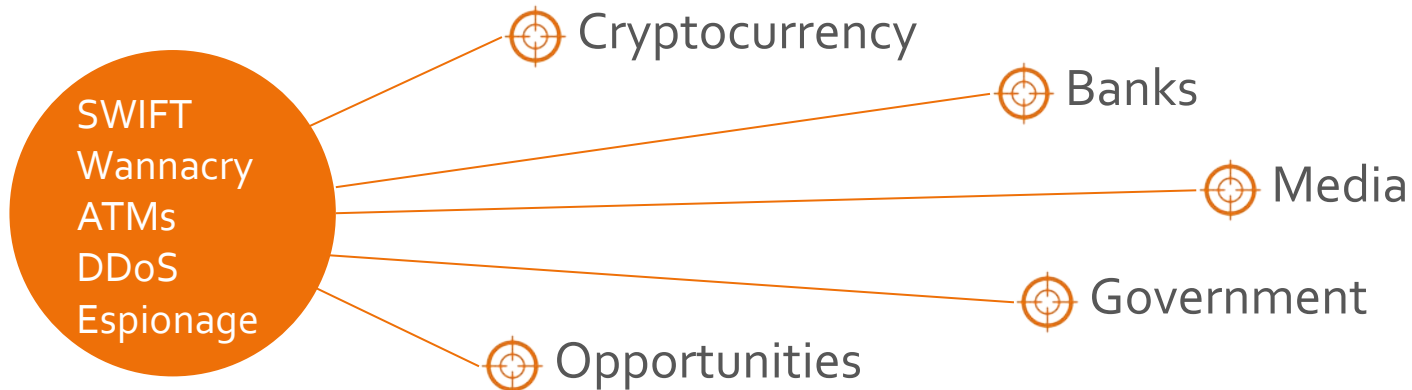 SWIFT
Wannacry
ATMs
DDoS
Espionage
Cryptocurrency
Banks
Media
Government
Opportunities